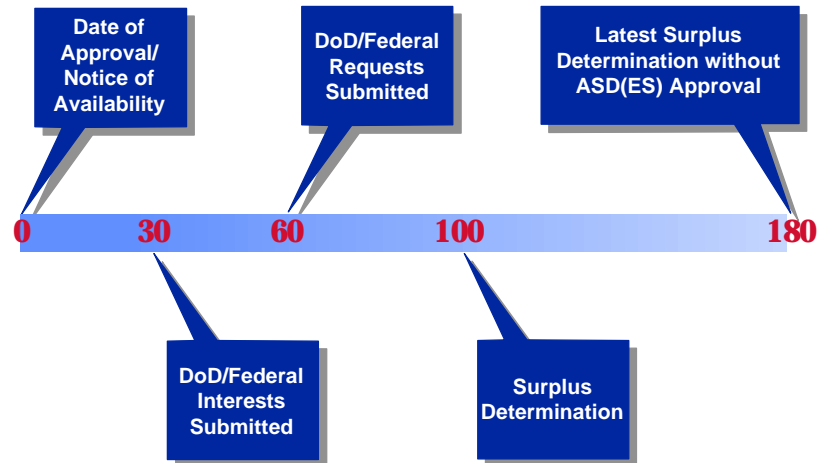 Date of
Approval/
Notice of
Availability
DoD/Federal
Requests
Submitted
Latest Surplus
Determination without
ASD(ES) Approval
0 30 60 100 180
DoD/Federal
Interests
Submitted
Surplus
Determination